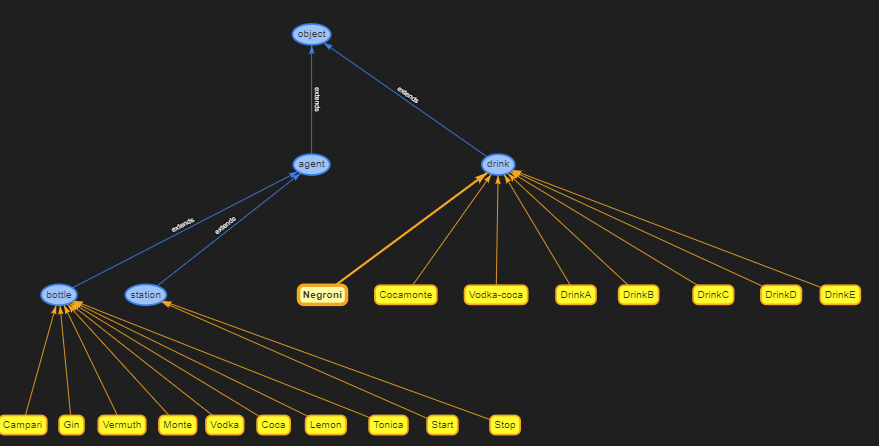 object
extends
extends
agent
drink
extends
extends
bottle
station
Negroni
Cocamonte
Vodka-coca
DrinkA
DrinkB
DrinkC
DrinkD
DrinkE
Campari
Gin
Vermuth
Monte
Vodka
Coca
Lemon
Tonica
Start
Stop